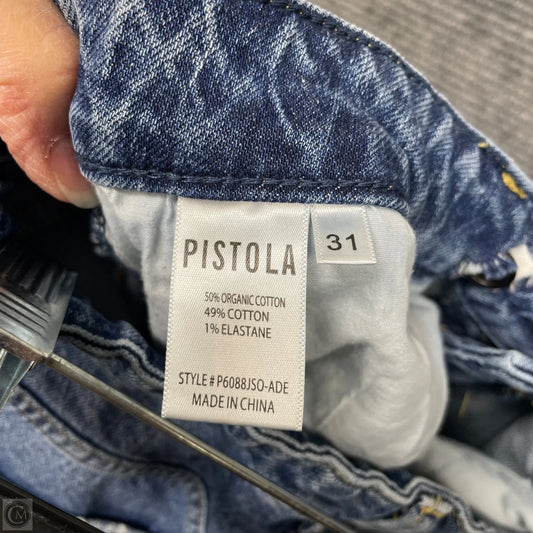 PISTOLA
31
50% ORGANIC COTTON
49% COTTON
1% ELASTANE
STYLE# P6088JSO-ADE
MADE IN CHINA